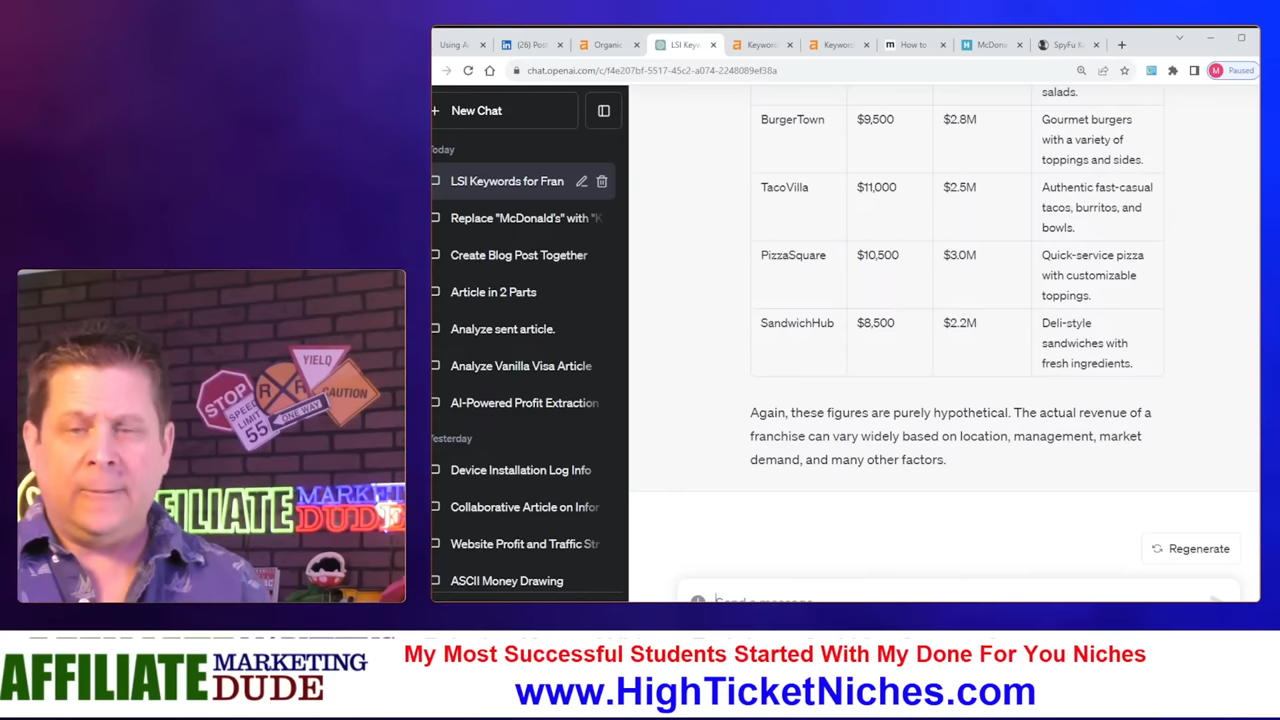 Using A
(26) Post
Organic
LSI Keyw
Keyword
Keyword
How to
McDon
SpyFu K
chat.openai.com/c/f4e207bf-5517-45c2-a074-2248089ef38a
M Paused
New Chat
oday
LSI Keywords for Fran
Replace "McDonald's" with "K
Create Blog Post Together
Article in 2 Parts
Analyze sent article.
Analyze Vanilla Visa Article
AI-Powered Profit Extraction
esterday
Device Installation Log Info
Collaborative Article on Infor
Website Profit and Traffic Str
ASCII Money Drawing
salads.
BurgerTown $9,500 $2.8M Gourmet burgers
with a variety of
toppings and sides.
TacoVilla $11,000 $2.5M Authentic fast-casual
tacos, burritos, and
bowls.
PizzaSquare $10,500 $3.0M Quick-service pizza
with customizable
toppings.
SandwichHub $8,500 $2.2M Deli-style
sandwiches with
fresh ingredients.
Again, these figures are purely hypothetical. The actual revenue of a
franchise can vary widely based on location, management, market
demand, and many other factors.
Regenerate
YIELD
STOP
R R
CAUTION
SPEED
LIMIT
55
ONE WAY
FILIATE
MARKET
DUDE
AFFILIATE
MARKETING
DUDE
My Most Successful Students Started With My Done For You Niches
www.HighTicketNiches.com